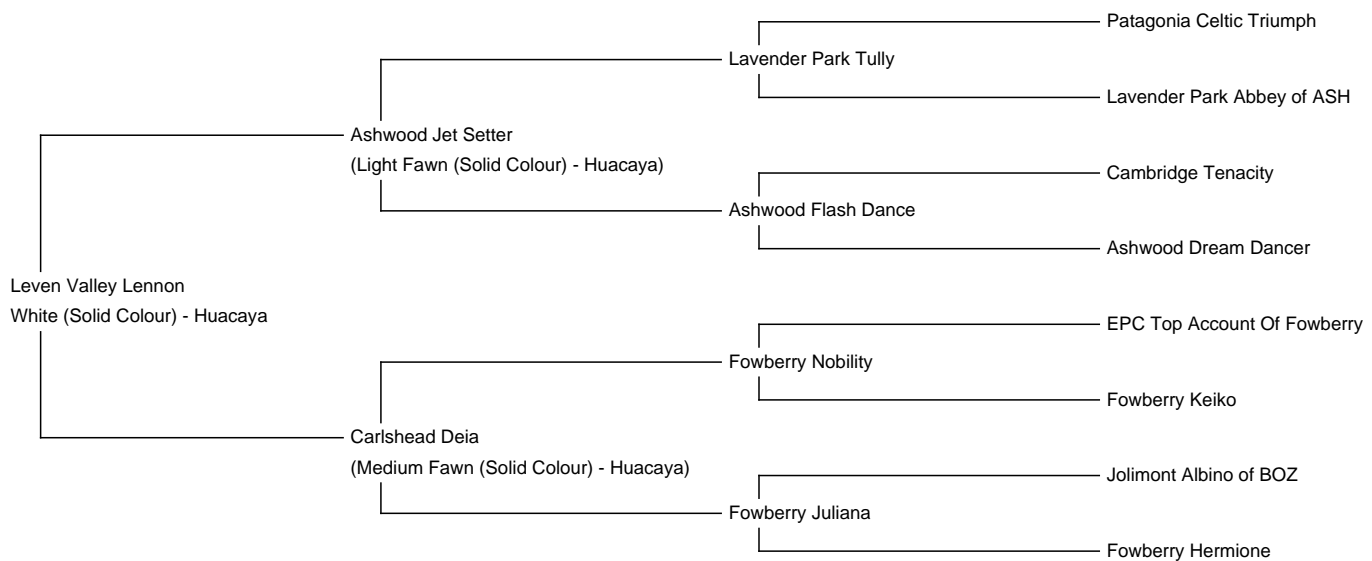 Patagonia Celtic Triumph
Lavender Park Tully
Lavender Park Abbey of ASH
Ashwood Jet Setter
(Light Fawn (Solid Colour) - Huacaya)
Cambridge Tenacity
Ashwood Flash Dance
Ashwood Dream Dancer
Leven Valley Lennon
White (Solid Colour) - Huacaya
EPC Top Account Of Fowberry
Fowberry Nobility
Fowberry Keiko
Carlshead Deia
(Medium Fawn (Solid Colour) - Huacaya)
Jolimont Albino of BOZ
Fowberry Juliana
Fowberry Hermione